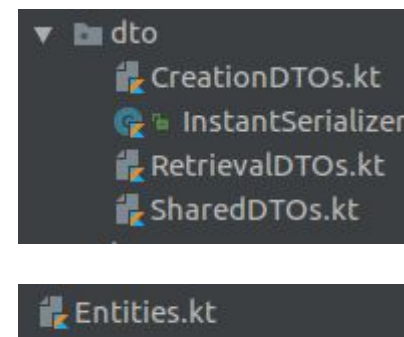 dto
CreationDTOs.kt
InstantSerializer
RetrievalDTOs.kt
SharedDTOs.kt
Entities.kt